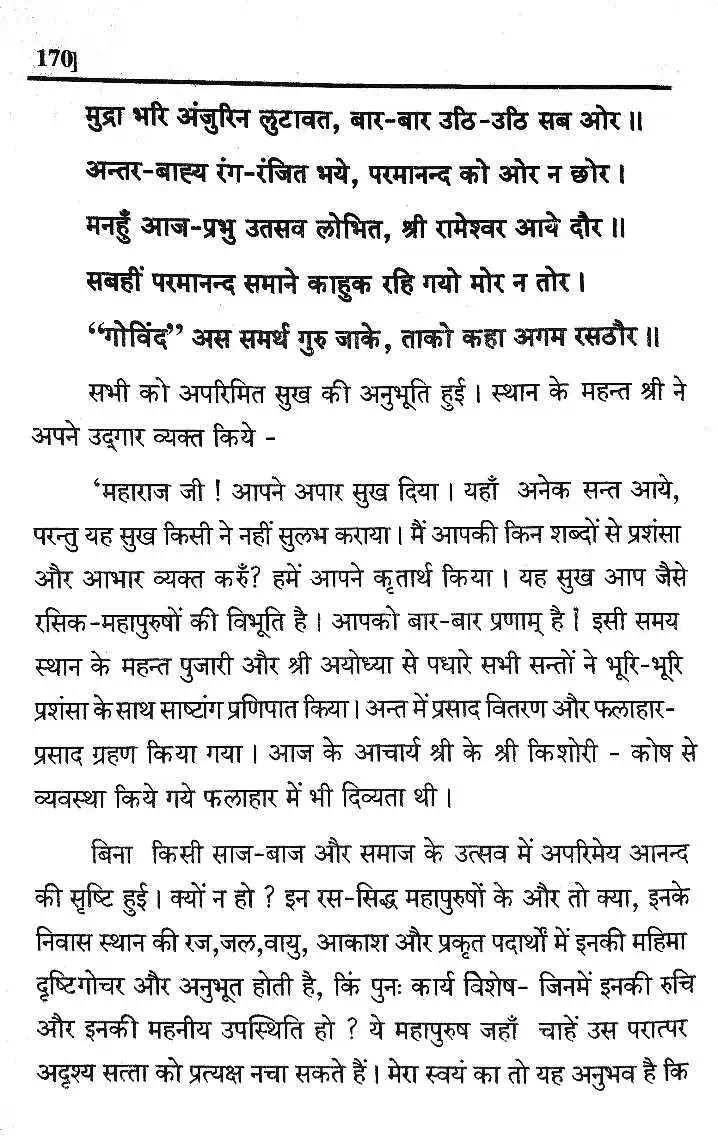 170]
मुद्रा भरि अंजुरिन लुटावत, बार-बार उठि-उठि सब ओर॥
अन्तर-बाह्य रंग-रंजित भये, परमानन्द को ओर न छोर।
मनहुँ आज-प्रभु उतसव लोभित, श्री रामेश्वर आये दौर॥
सबहीं परमानन्द समाने काहुक रहि गयो मोर न तोर।
“गोविंद” अस समर्थ गुरु जाके, ताको कहा अगम रसठौर॥
सभी को अपरिमित सुख की अनुभूति हुई। स्थान के महन्त श्री ने
अपने उद्‌गार व्यक्त किये -
‘महाराज जी ! आपने अपार सुख दिया। यहाँ अनेक सन्त आये,
परन्तु यह सुख किसी ने नहीं सुलभ कराया। मैं आपकी किन शब्दों से प्रशंसा
और आभार व्यक्त करुँ? हमें आपने कृतार्थ किया। यह सुख आप जैसे
रसिक-महापुरुषों की विभूति है। आपको बार-बार प्रणाम् है! इसी समय
स्थान के महन्त पुजारी और श्री अयोध्या से पधारे सभी सन्तों ने भूरि-भूरि
प्रशंसा के साथ साष्टांग प्रणिपात किया। अन्त में प्रसाद वितरण और फलाहार-
प्रसाद ग्रहण किया गया। आज के आचार्य श्री के श्री किशोरी - कोष से
व्यवस्था किये गये फलाहार में भी दिव्यता थी।
बिना किसी साज-बाज और समाज के उत्सव में अपरिमेय आनन्द
की सृष्टि हुई। क्यों न हो ? इन रस-सिद्ध महापुरुषों के और तो क्या, इनके
निवास स्थान की रज,जल,वायु, आकाश और प्रकृत पदार्थों में इनकी महिमा
दृष्टिगोचर और अनुभूत होती है, किं पुनः कार्य विेशेष- जिनमें इनकी रुचि
और इनकी महनीय उपस्थिति हो ? ये महापुरुष जहाँ चाहें उस परात्पर
अदृश्य सत्ता को प्रत्यक्ष नचा सकते हैं। मेरा स्वयं का तो यह अनुभव है कि